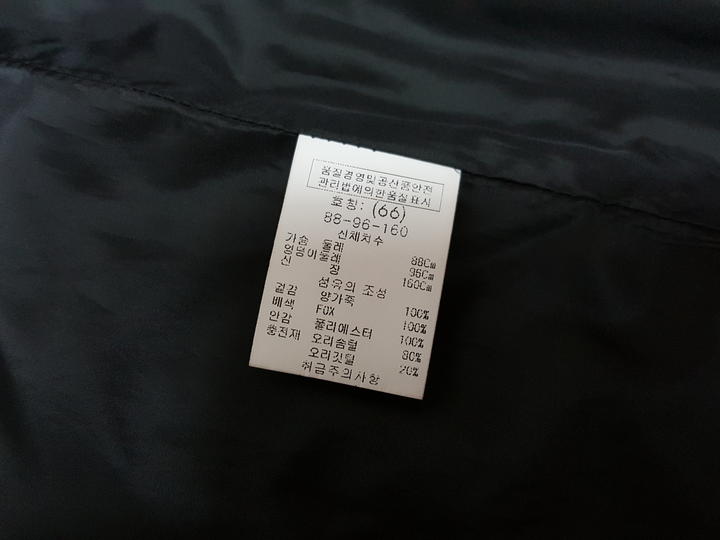 품질경영및공산품안전
관리법에의한품질표시
호칭: (66)
88-96-160
신체치수
가슴 둘레 88Cm
엉덩이둘레 96Cm
신 장 160Cm
섬유의 조성
겉감 양가죽 100%
배색 FOX 100%
안감 폴리에스터 100%
충전재 오리솜털 80%
오리깃털 20%
취급주의사항